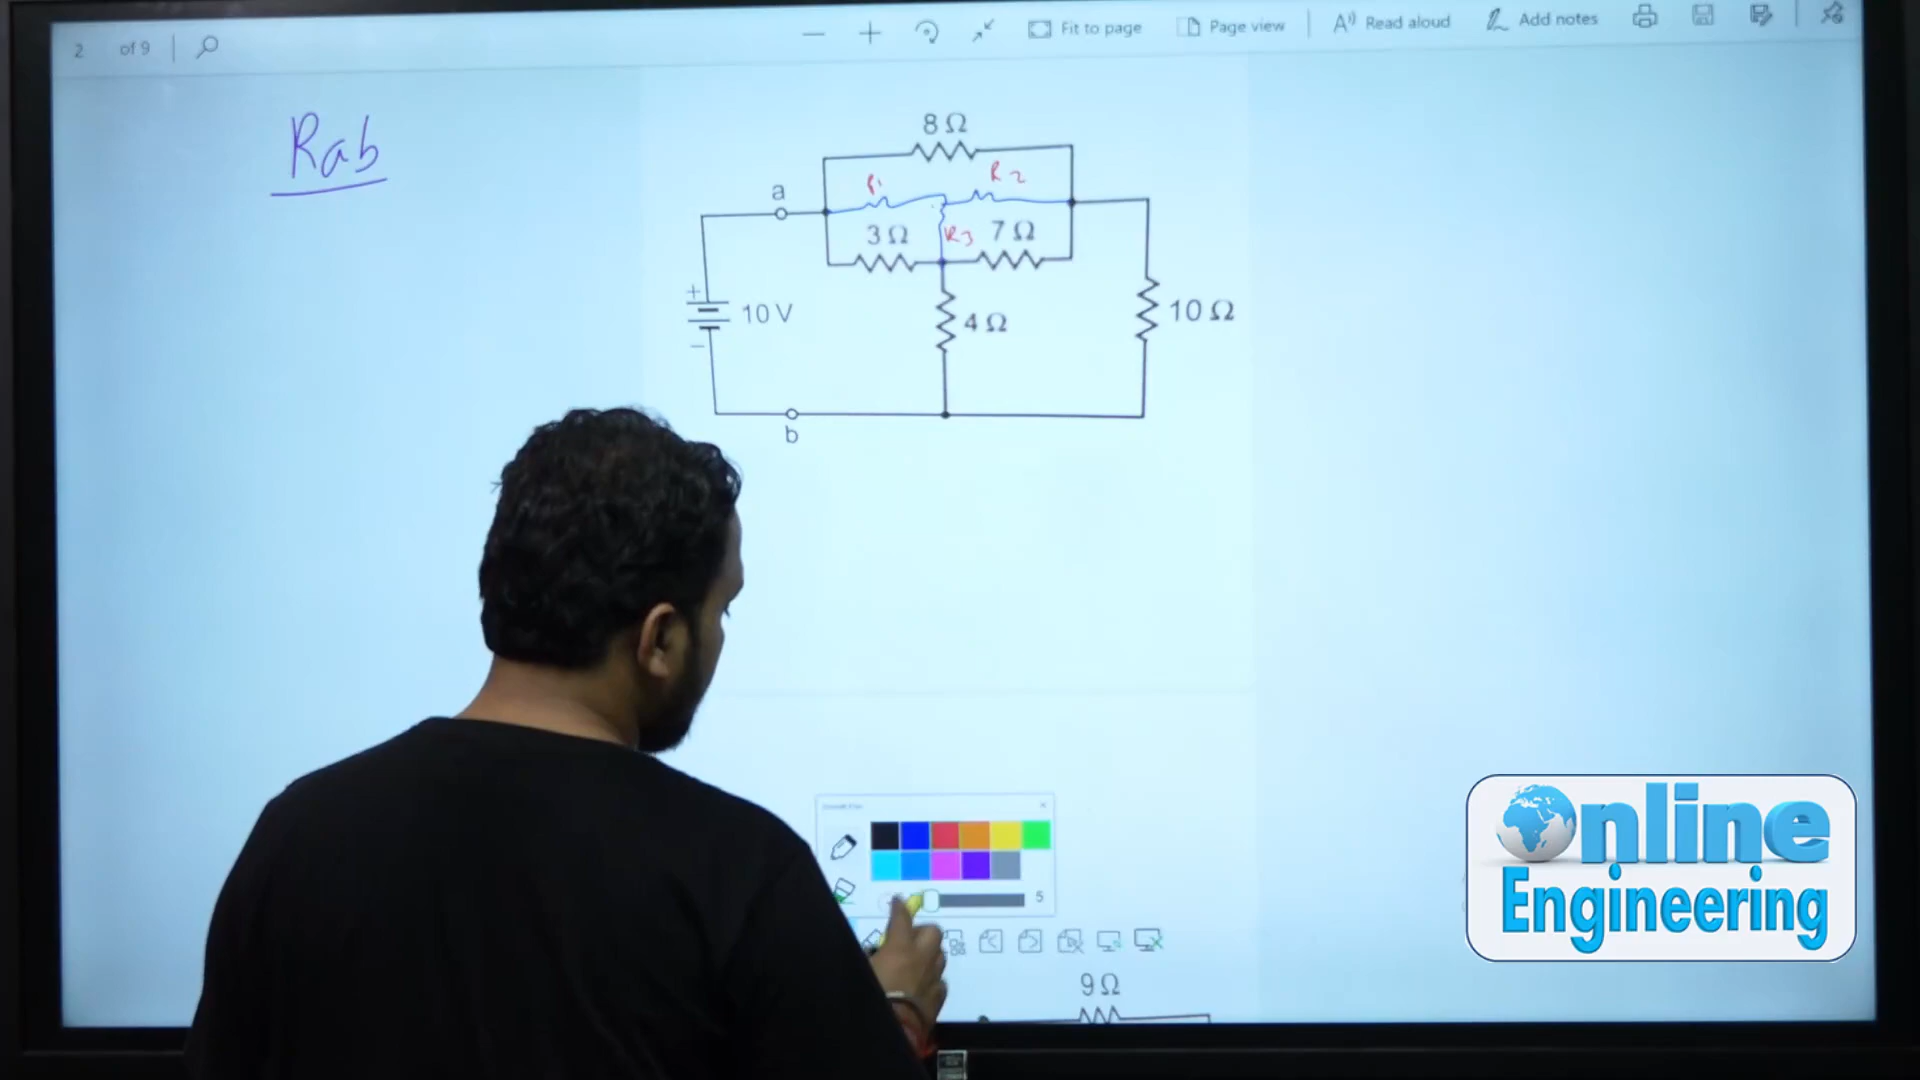 2 of 9
Fit to page
Page view
Read aloud
Add notes
Rab
8 Ω
R1
R2
a
3 Ω
R3
7 Ω
+
10 V
−
4 Ω
10 Ω
b
5
9 Ω
Online
Engineering